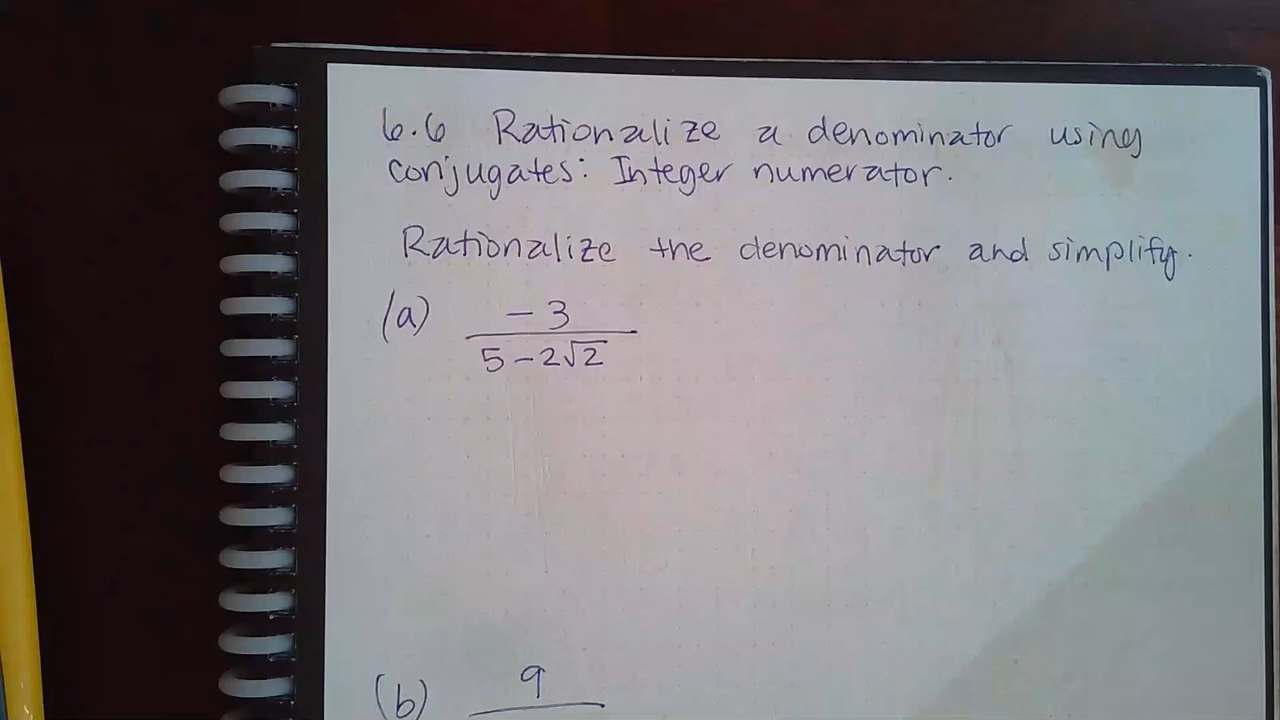 6.6 Rationalize a denominator using
conjugates: Integer numerator.
Rationalize the denominator and simplify.
(a) -3
5-2√2
(b) 9